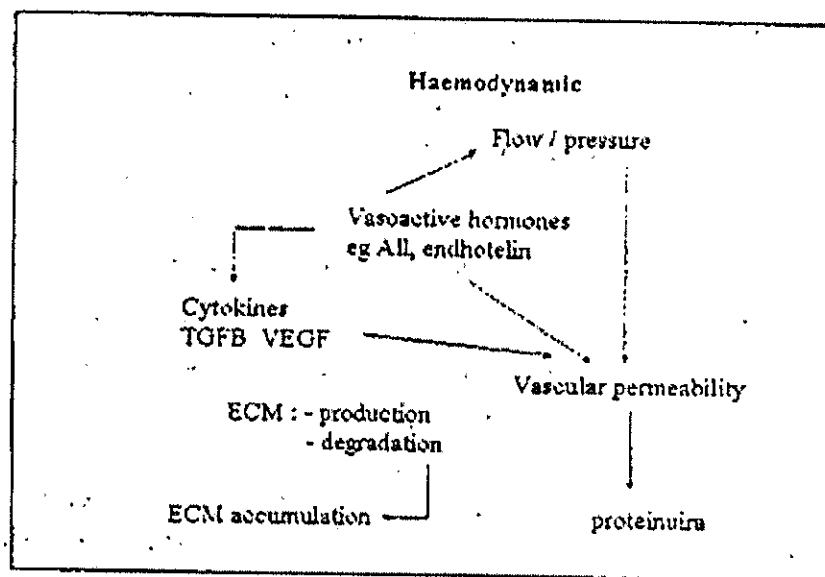 Haemodynamic
Flow / pressure
Vasoactive hormones
eg AII, endhotelin
Cytokines
TGFB VEGF
Vascular permeability
ECM : - production
- degradation
ECM accumulation
proteinuira